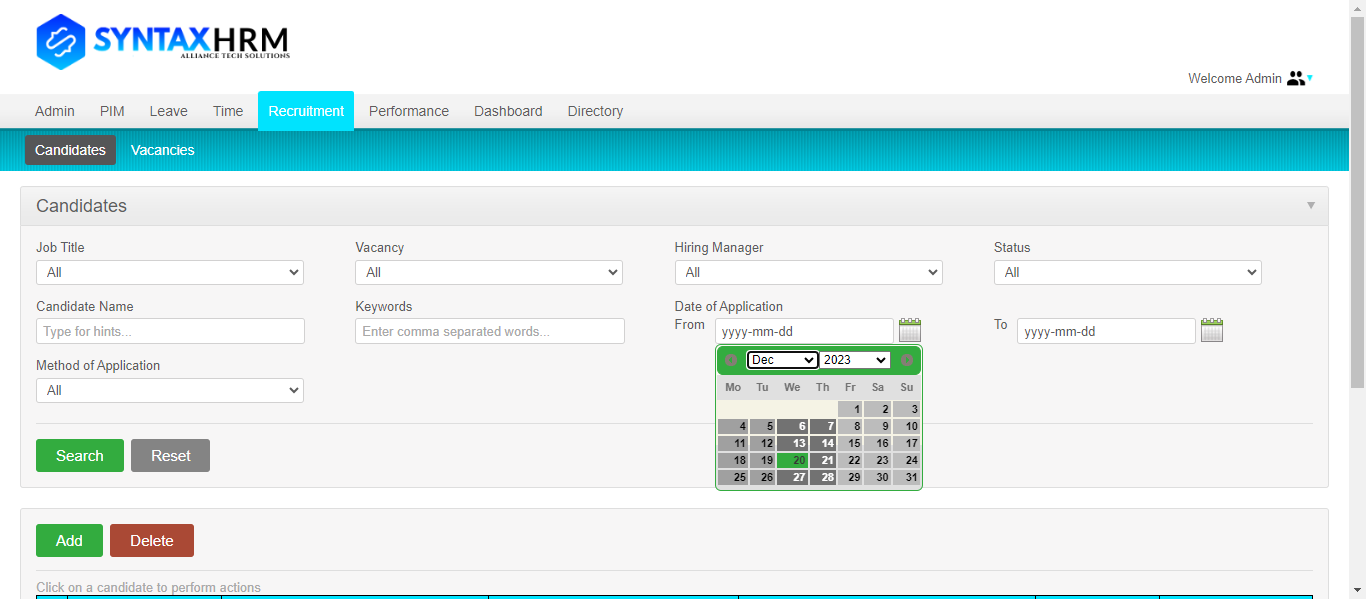 SYNTAXHRM
ALLIANCE TECH SOLUTIONS
Welcome Admin
Admin PIM Leave Time Recruitment Performance Dashboard Directory
Candidates Vacancies
Candidates
Job Title Vacancy Hiring Manager Status
All All All All
Candidate Name Keywords Date of Application
Type for hints... Enter comma separated words... From yyyy-mm-dd To yyyy-mm-dd
Method of Application
All
Dec 2023
Mo Tu We Th Fr Sa Su
1 2 3
4 5 6 7 8 9 10
11 12 13 14 15 16 17
18 19 20 21 22 23 24
25 26 27 28 29 30 31
Search Reset
Add Delete
Click on a candidate to perform actions